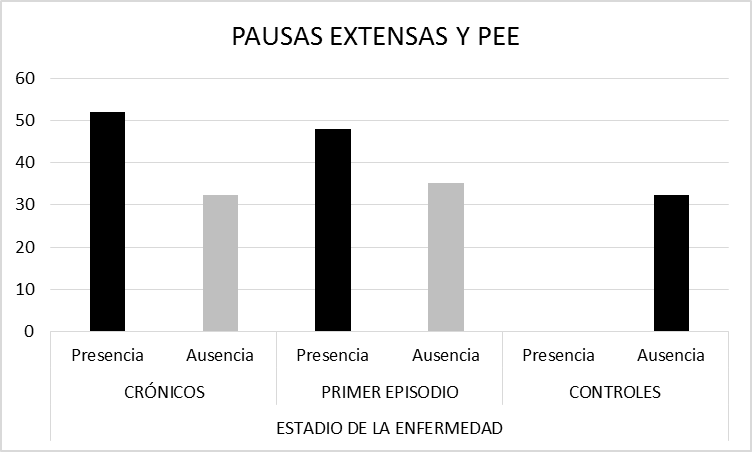 PAUSAS EXTENSAS Y PEE
60
50
40
30
20
10
0
Presencia Ausencia Presencia Ausencia Presencia Ausencia
CRÓNICOS PRIMER EPISODIO CONTROLES
ESTADIO DE LA ENFERMEDAD